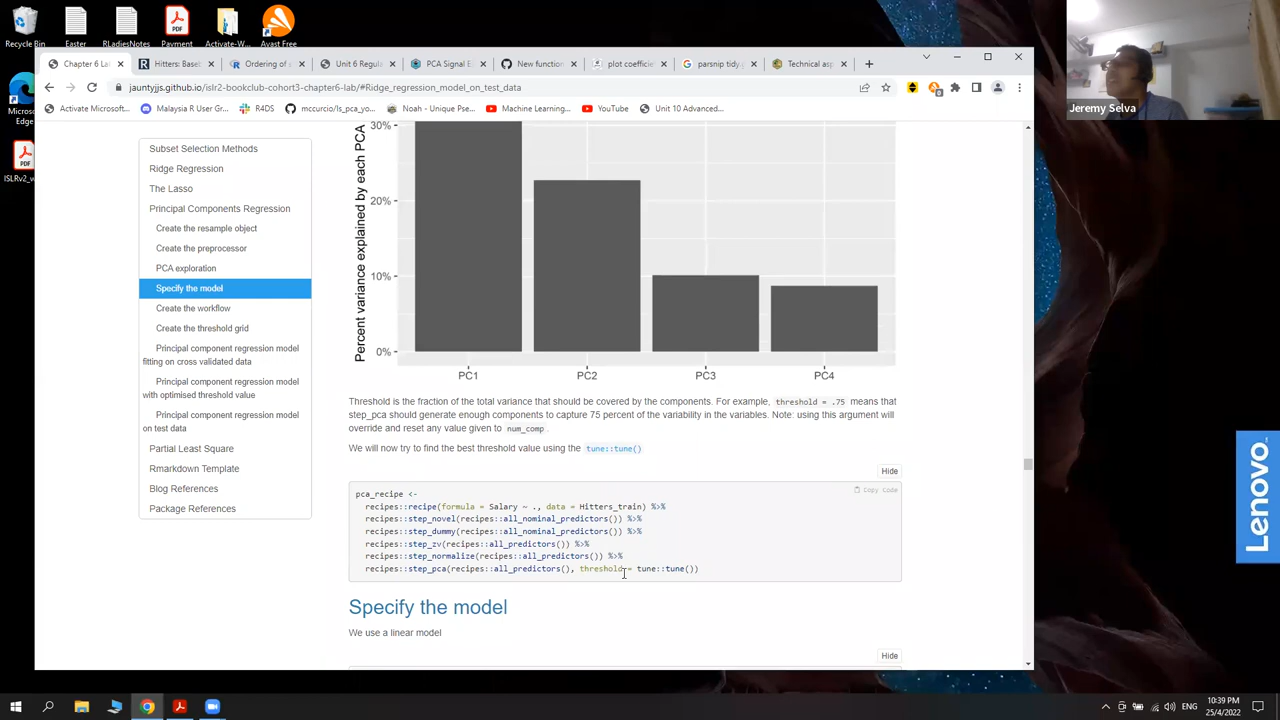 Recycle Bin
Easter
RLadiesNotes
Payment
Activate-W...
Avast Free
Microsoft Edge
Chapter 6 La
Hitters: Baseb
Ordering of
Unit 6 Regula
PCA Signal E
New function
plot coefficie
parsnip tidy.
Technical asp
jauntyjjs.github.io/islr2-bookclub-cohort3-chapter6-lab/#Ridge_regression_model_on_test_data
Activate Microsoft...
Malaysia R User Gr...
R4DS
mccurcio/ls_pca_yo...
Noah - Unique Pse...
Machine Learning...
YouTube
Unit 10 Advanced...
Jeremy Selva
Subset Selection Methods
Ridge Regression
The Lasso
Principal Components Regression
Create the resample object
Create the preprocessor
PCA exploration
Specify the model
Create the workflow
Create the threshold grid
Principal component regression model
fitting on cross validated data
Principal component regression model
with optimised threshold value
Principal component regression model
on test data
Partial Least Square
Rmarkdown Template
Blog References
Package References
Percent variance explained by each PCA
30%
20%
10%
0%
PC1
PC2
PC3
PC4
Threshold is the fraction of the total variance that should be covered by the components. For example, threshold = .75 means that
step_pca should generate enough components to capture 75 percent of the variability in the variables. Note: using this argument will
override and reset any value given to num_comp .
We will now try to find the best threshold value using the tune::tune()
Hide
Copy Code
pca_recipe <-
recipes::recipe(formula = Salary ~ ., data = Hitters_train) %>%
recipes::step_novel(recipes::all_nominal_predictors()) %>%
recipes::step_dummy(recipes::all_nominal_predictors()) %>%
recipes::step_zv(recipes::all_predictors()) %>%
recipes::step_normalize(recipes::all_predictors()) %>%
recipes::step_pca(recipes::all_predictors(), threshold = tune::tune())
Specify the model
We use a linear model
Hide
ISLRv2_w
Lenovo
10:39 PM
25/4/2022